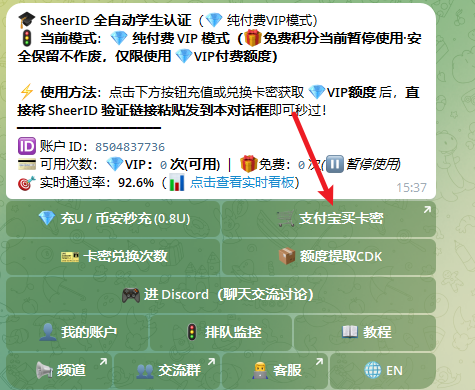 🎓 SheerID 全自动学生认证（💎 纯付费VIP模式）
🚦 当前模式：💎 纯付费 VIP 模式（🎁免费积分当前暂停使用·安
全保留不作废，仅限使用 💎VIP付费额度）
⚡ 使用方法：点击下方按钮充值或兑换卡密获取 💎VIP额度 后，直
接将 SheerID 验证链接粘贴发到本对话框即可秒过！
🆔 账户 ID：8504837736
💳 可用次数：💎VIP：0 次(可用) | 🎁免费：0 次(⏸️ 暂停使用)
🎯 实时通过率：92.6%（📊 点击查看实时看板）
15:37
💎 充U / 币安秒充 (0.8U)
🛒 支付宝买卡密
🎫 卡密兑换次数
📦 额度提取CDK
🎮 进 Discord（聊天交流讨论）
👤 我的账户
🚦 排队监控
📖 教程
📢 频道
👥 交流群
👨‍💼 客服
🌐 EN